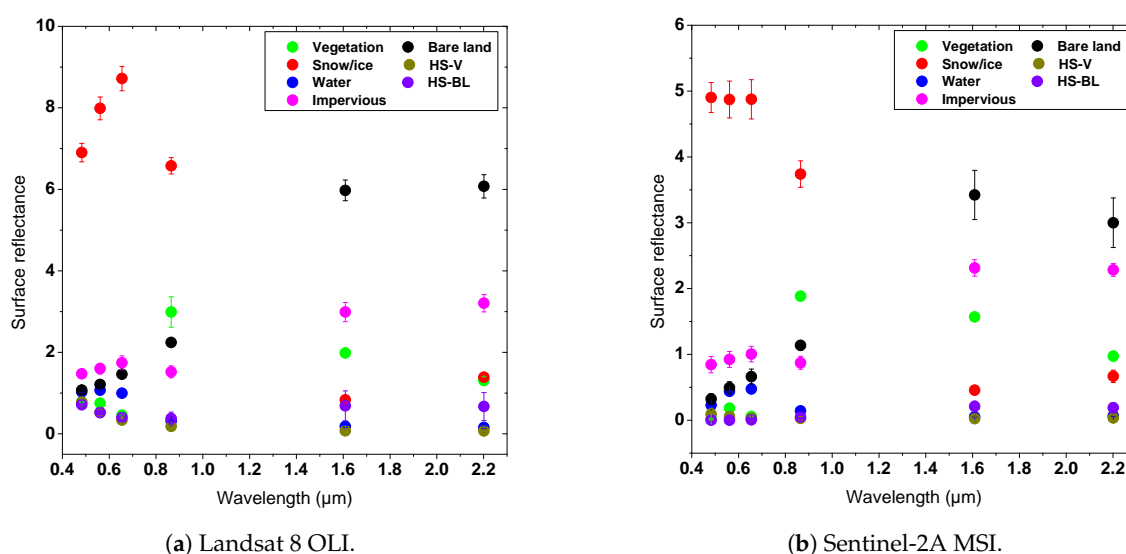 Vegetation Bare land
Snow/ice HS-V
Water HS-BL
Impervious
Surface reflectance
10
8
6
4
2
0
0.4 0.6 0.8 1.0 1.2 1.4 1.6 1.8 2.0 2.2
Wavelength (μm)
(a) Landsat 8 OLI.
Vegetation Bare land
Snow/ice HS-V
Water HS-BL
Impervious
Surface reflectance
6
5
4
3
2
1
0
0.4 0.6 0.8 1.0 1.2 1.4 1.6 1.8 2.0 2.2
Wavelength (μm)
(b) Sentinel-2A MSI.